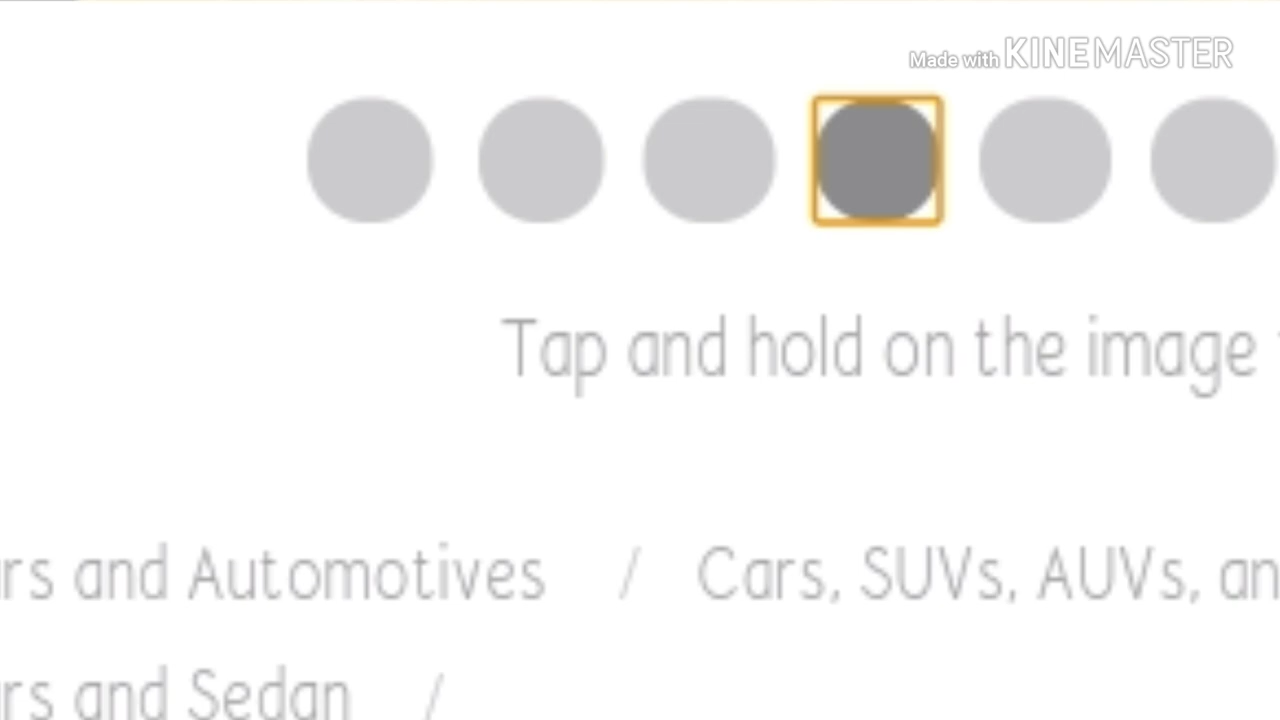 Made with KINEMASTER
Tap and hold on the image
rs and Automotives / Cars, SUVs, AUVs, an
rs and Sedan /